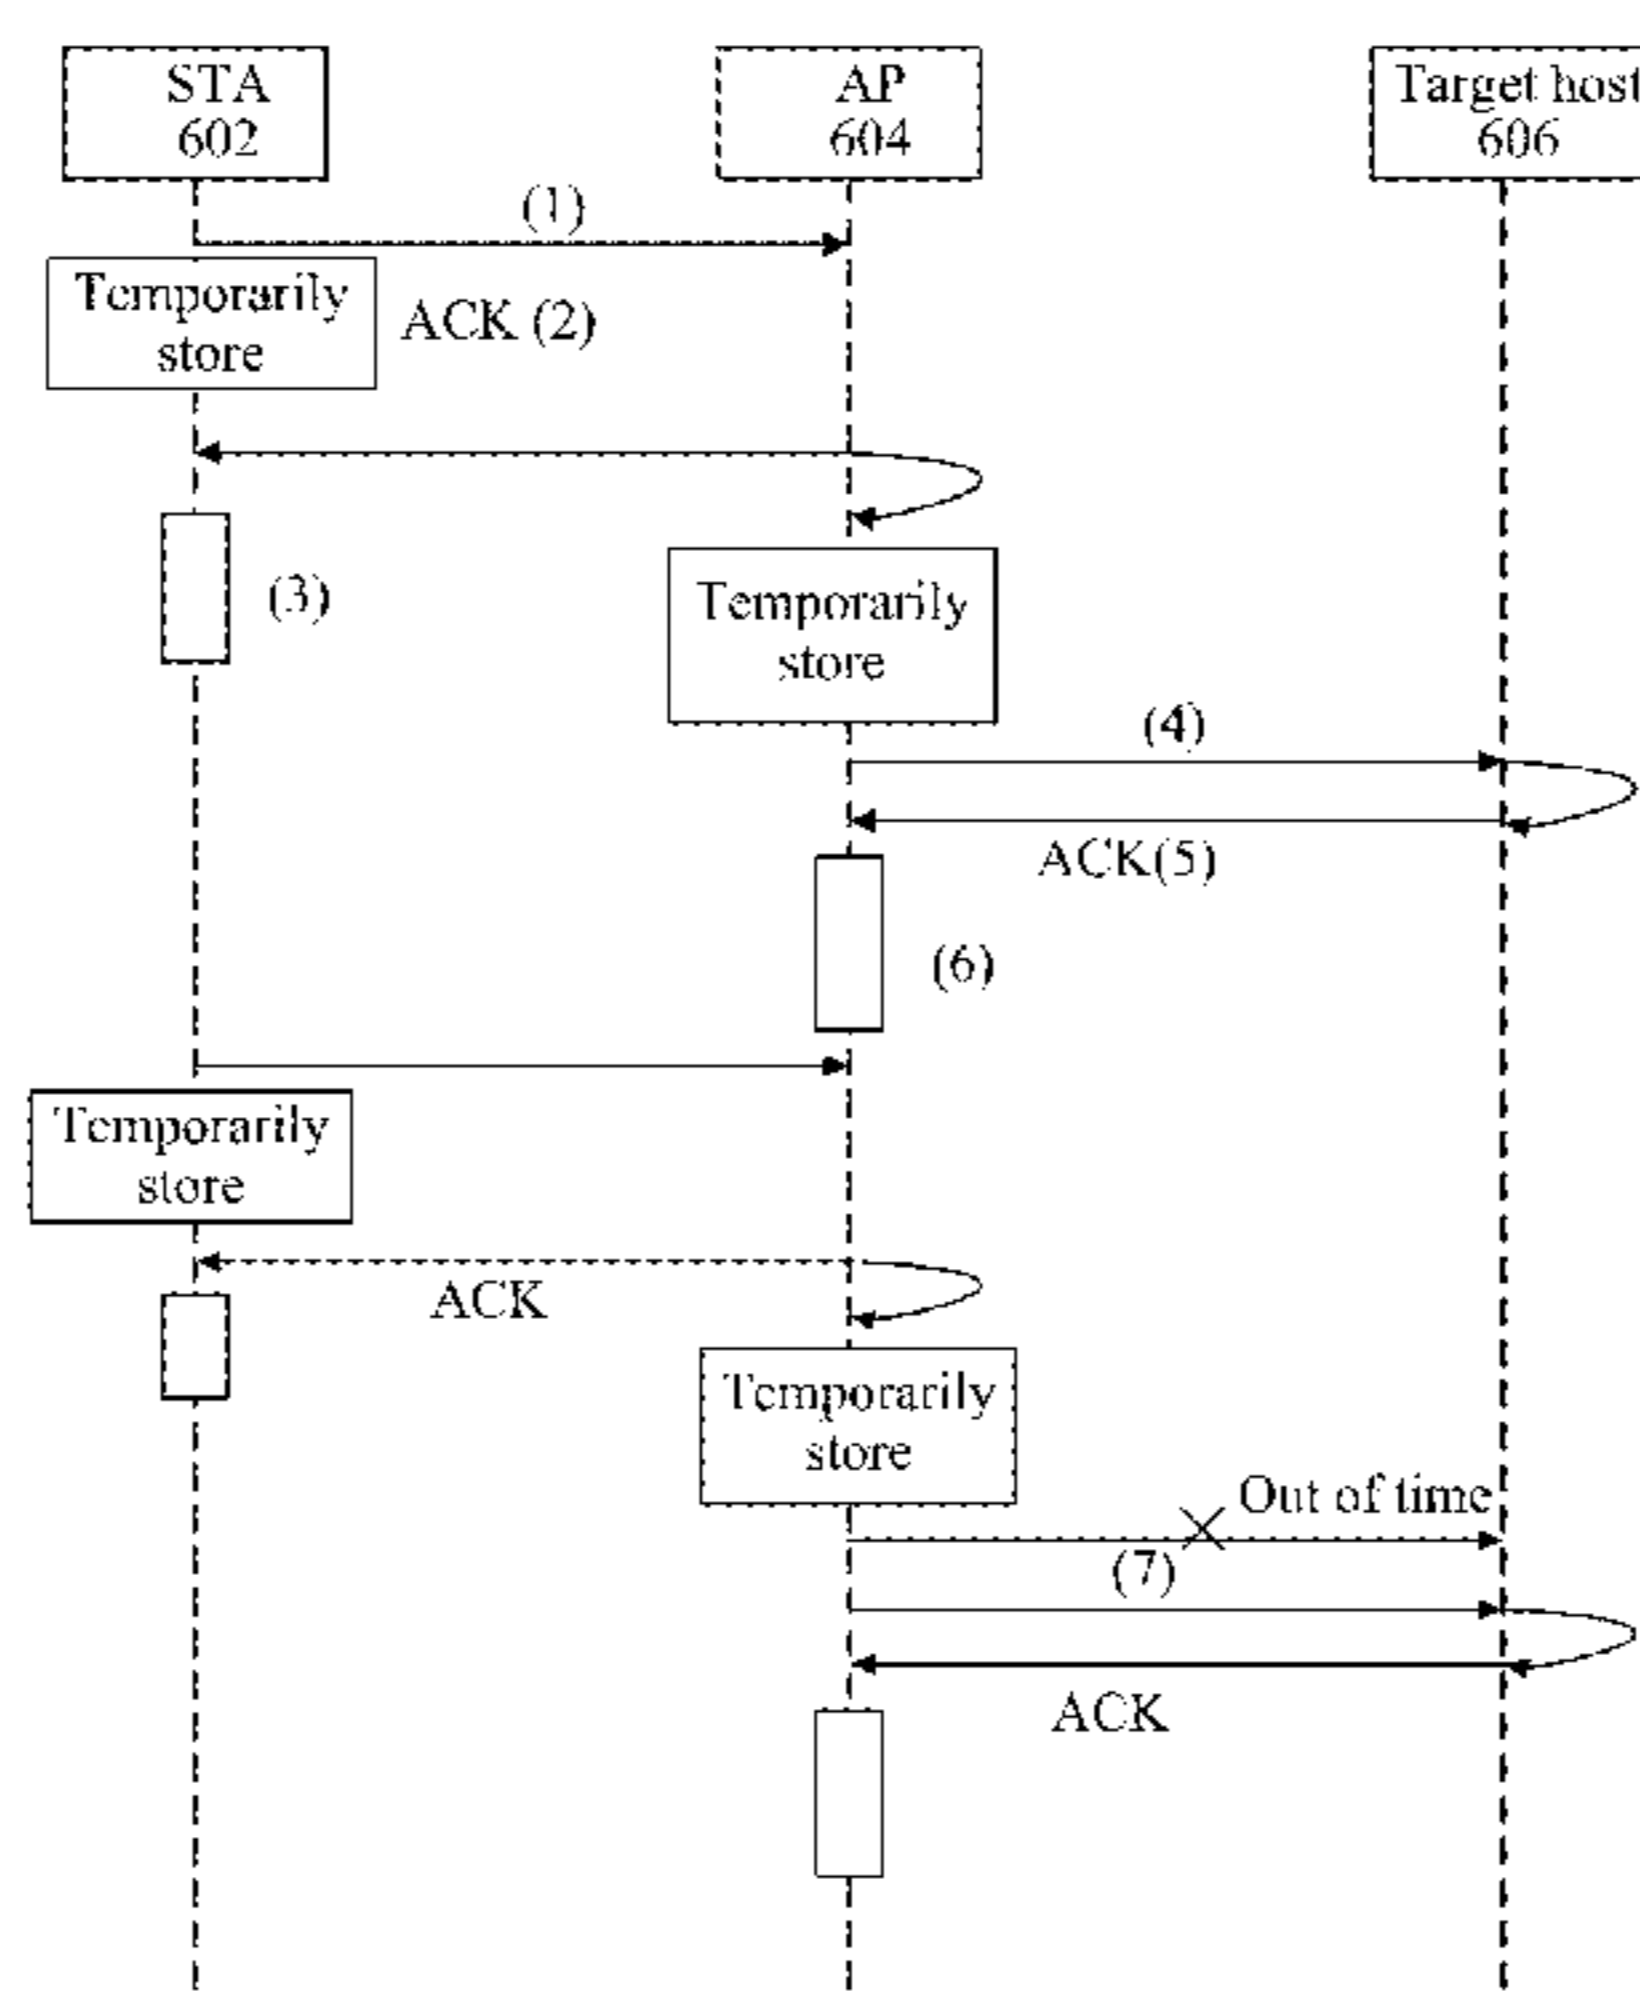 STA
602
AP
604
Target host
606
(1)
Temporarily
store
ACK (2)
(3)
Temporarily
store
(4)
ACK(5)
(6)
Temporarily
store
ACK
Temporarily
store
Out of time
(7)
ACK